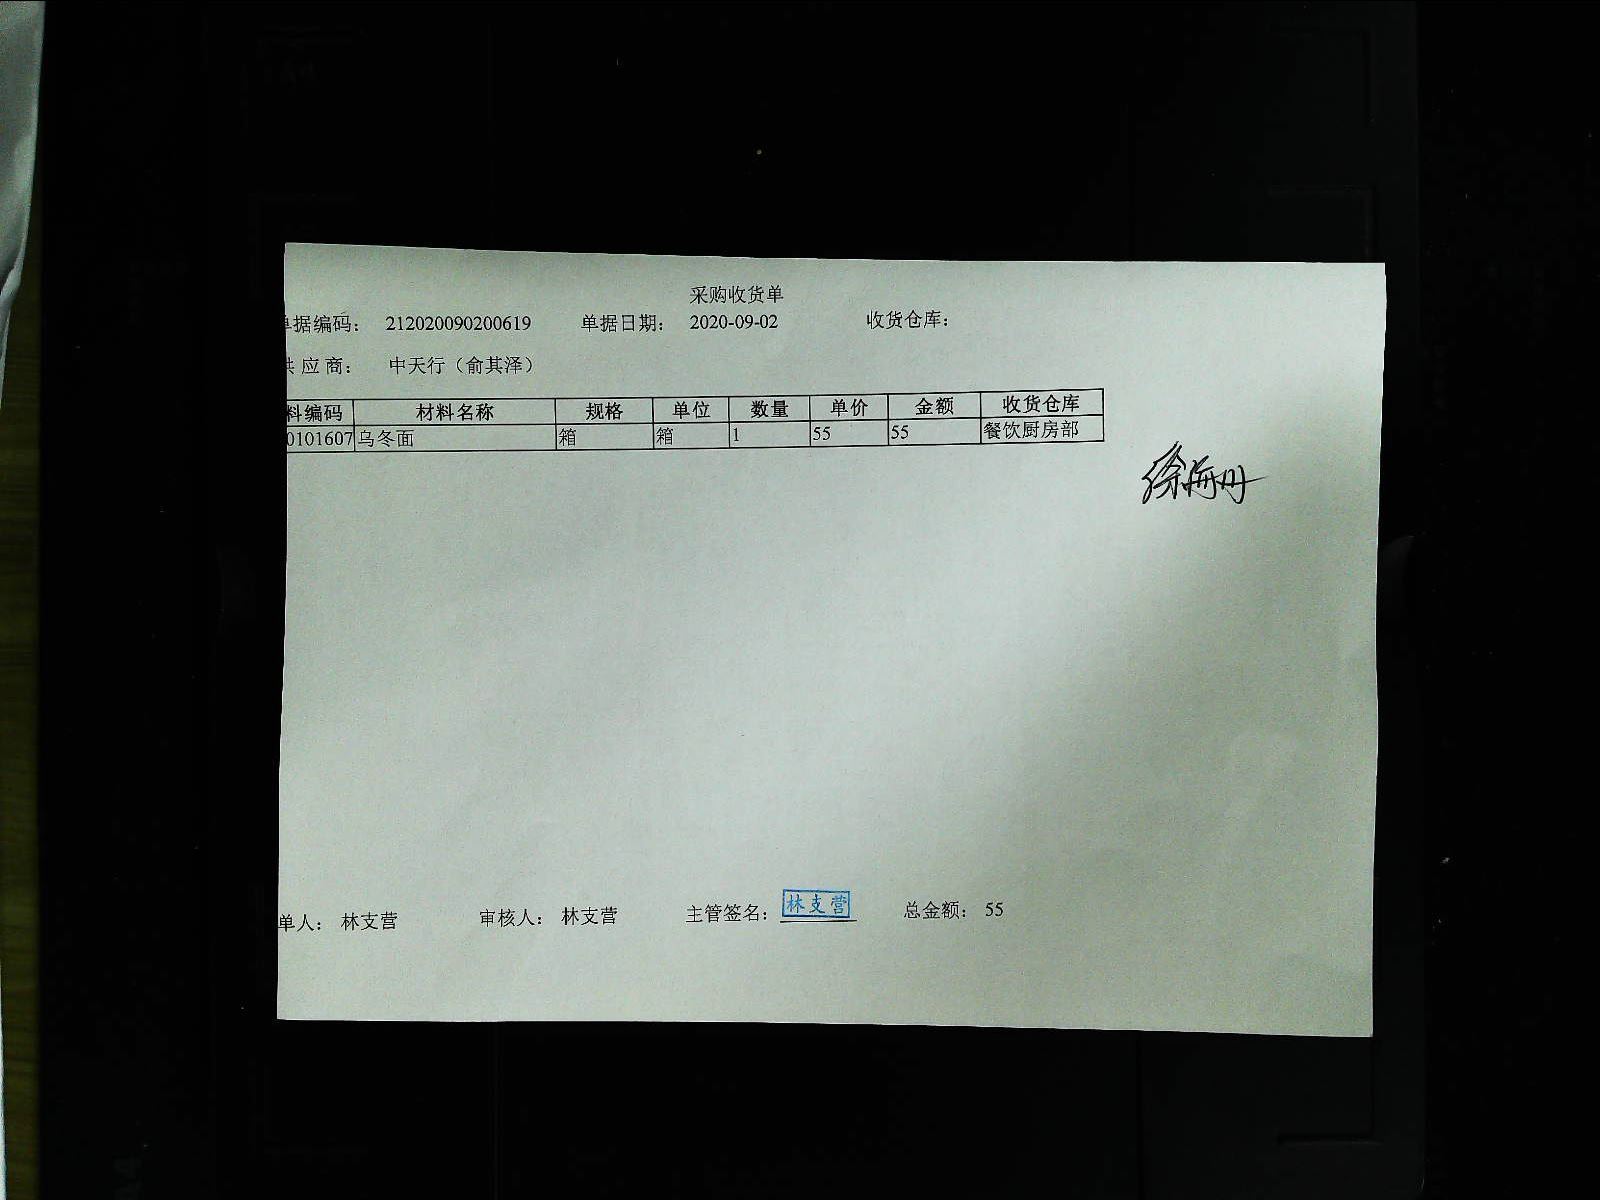 采购收货单
单据编码： 212020090200619 单据日期： 2020-09-02 收货仓库：
供应商： 中天行（俞其泽）
料编码 材料名称 规格 单位 数量 单价 金额 收货仓库
0101607 乌冬面 箱 箱 1 55 55 餐饮厨房部
徐海丹
单人： 林支营 审核人： 林支营 主管签名： 林支营 总金额： 55